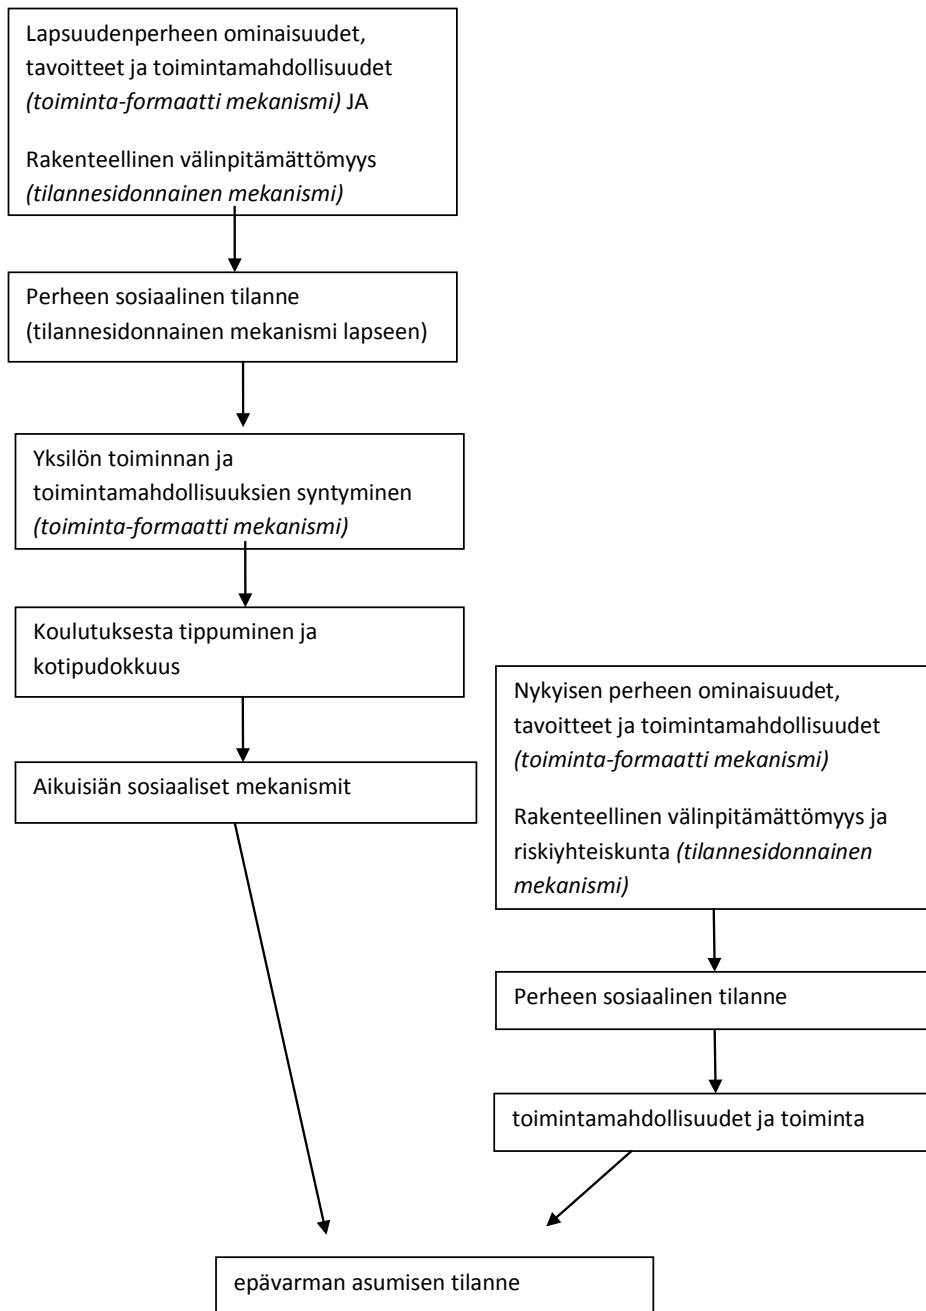 Lapsuudenperheen ominaisuudet,
tavoitteet ja toimintamahdollisuudet
(toiminta-formaatti mekanismi) JA
Rakenteellinen välinpitämättömyys
(tilannesidonnainen mekanismi)
Perheen sosiaalinen tilanne
(tilannesidonnainen mekanismi lapseen)
Yksilön toiminnan ja
toimintamahdollisuuksien syntyminen
(toiminta-formaatti mekanismi)
Koulutuksesta tippuminen ja
kotipudokkuus
Aikuisiän sosiaaliset mekanismit
Nykyisen perheen ominaisuudet,
tavoitteet ja toimintamahdollisuudet
(toiminta-formaatti mekanismi)
Rakenteellinen välinpitämättömyys ja
riskiyhteiskunta (tilannesidonnainen
mekanismi)
Perheen sosiaalinen tilanne
toimintamahdollisuudet ja toiminta
epävarman asumisen tilanne